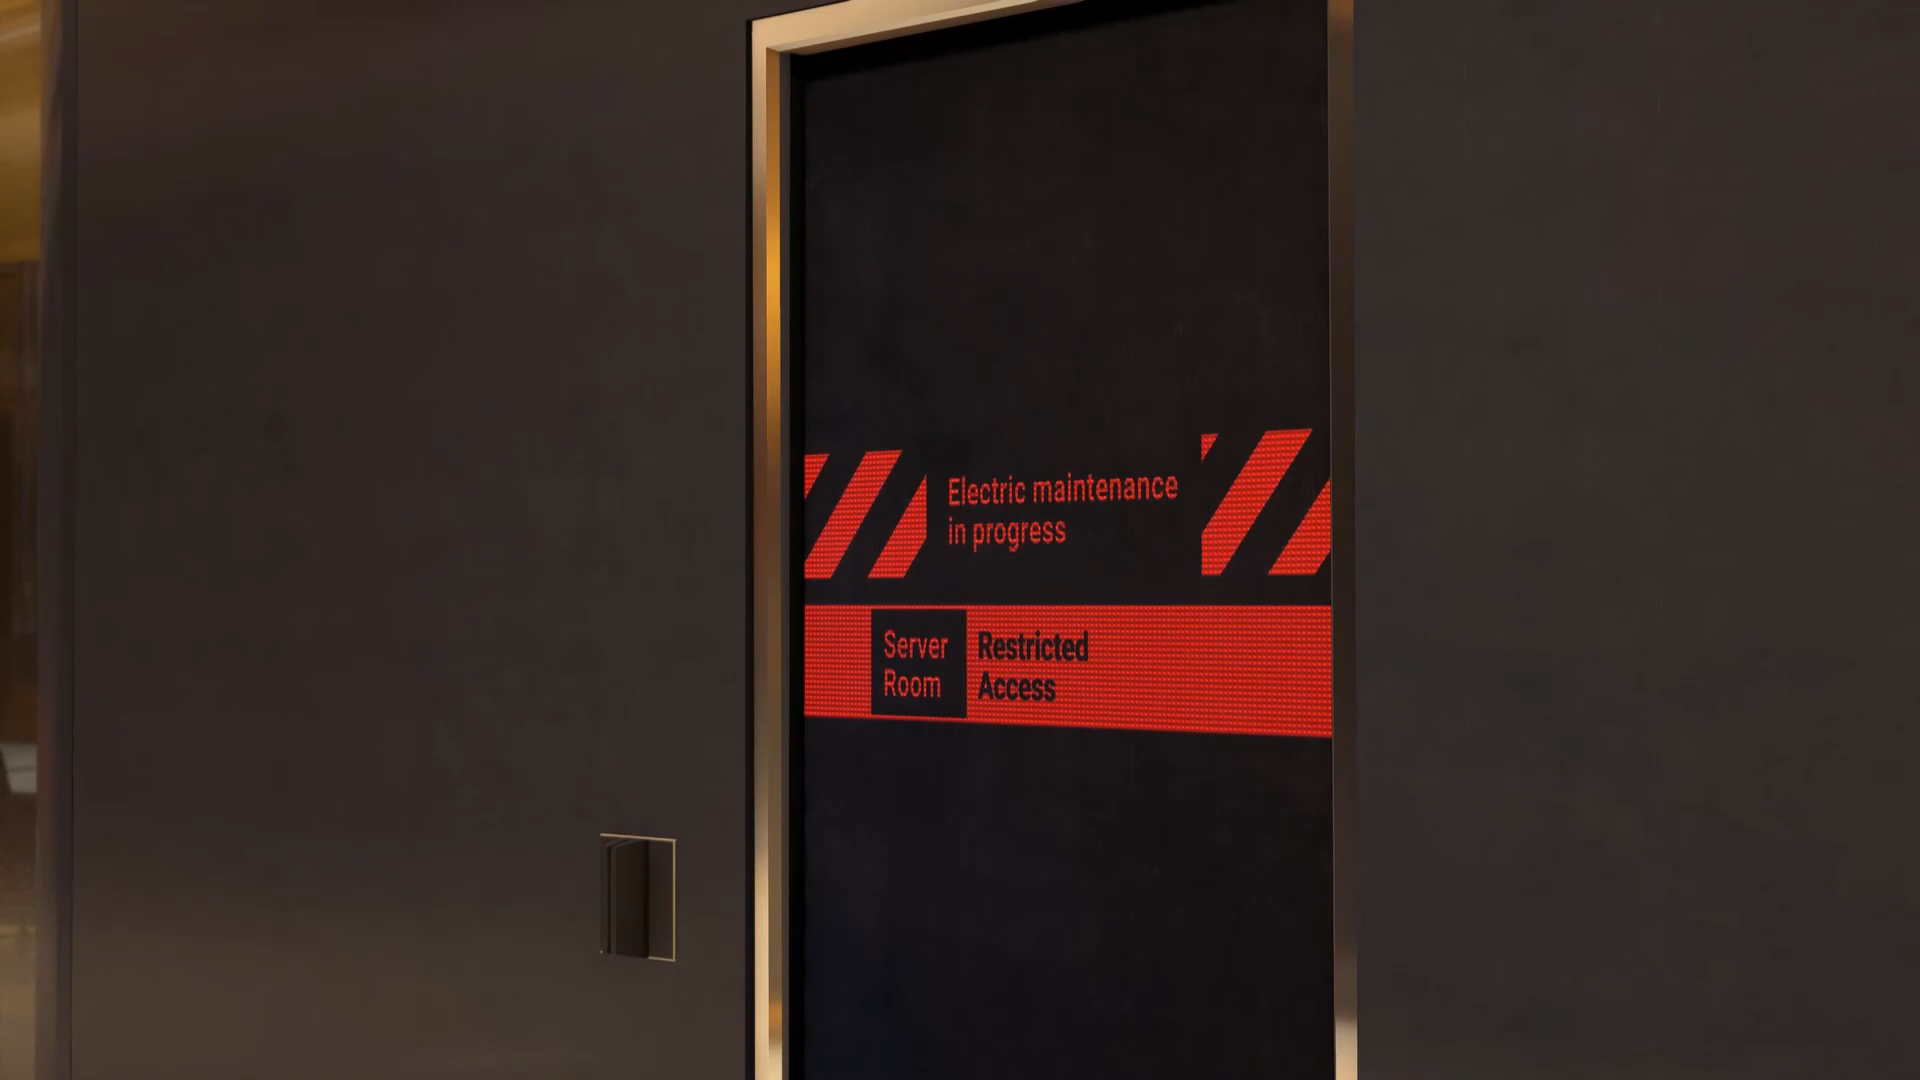 Electric maintenance
in progress
Server
Room
Restricted
Access